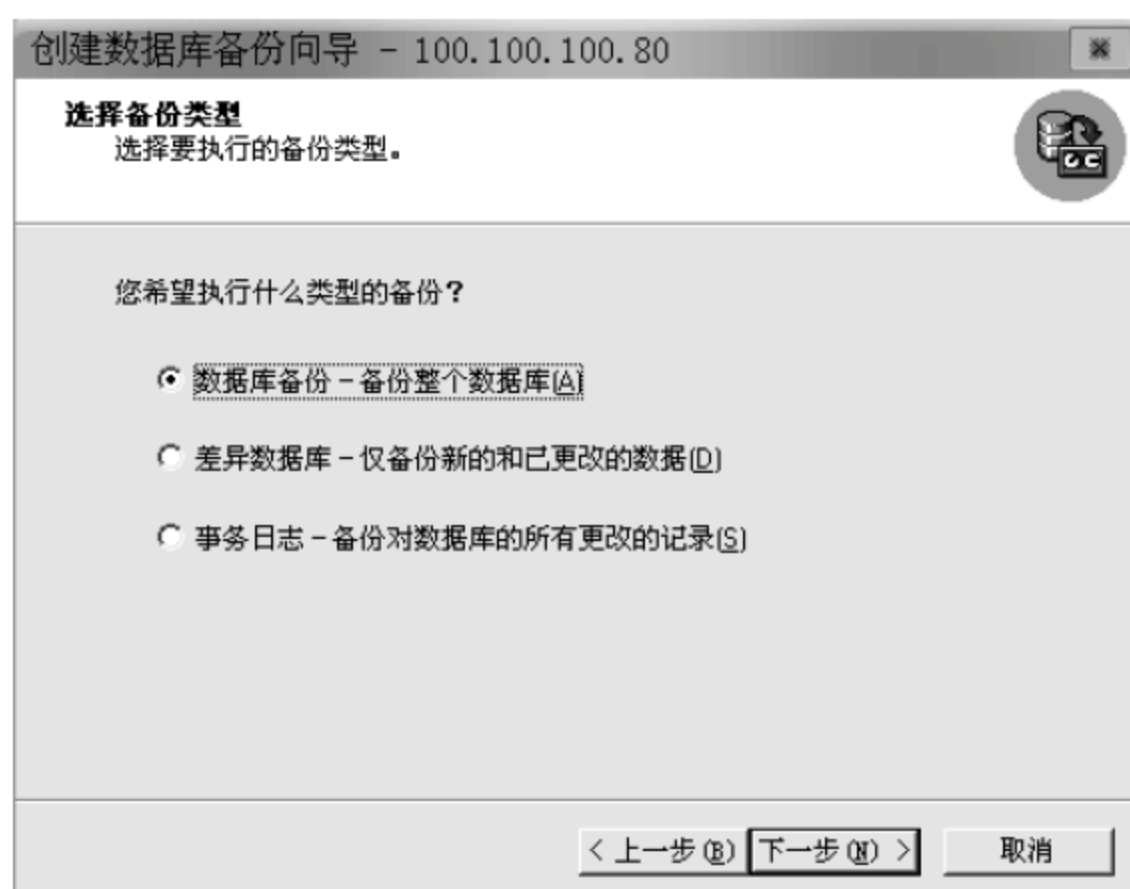 创建数据库备份向导 - 100.100.100.80
选择备份类型
选择要执行的备份类型。
您希望执行什么类型的备份?
数据库备份 - 备份整个数据库(A)
差异数据库 - 仅备份新的和已更改的数据(D)
事务日志 - 备份对数据库的所有更改的记录(S)
< 上一步(B) 下一步(N) > 取消